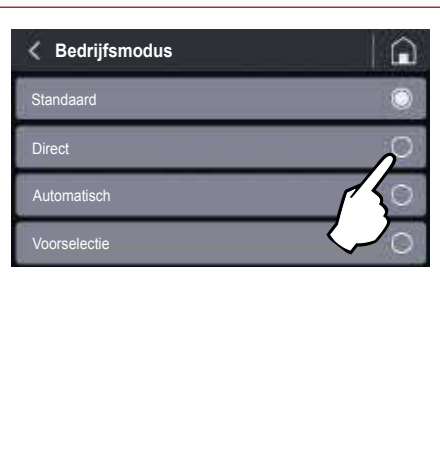 Bedrijfsmodus
Standaard
Direct
Automatisch
Voorselectie